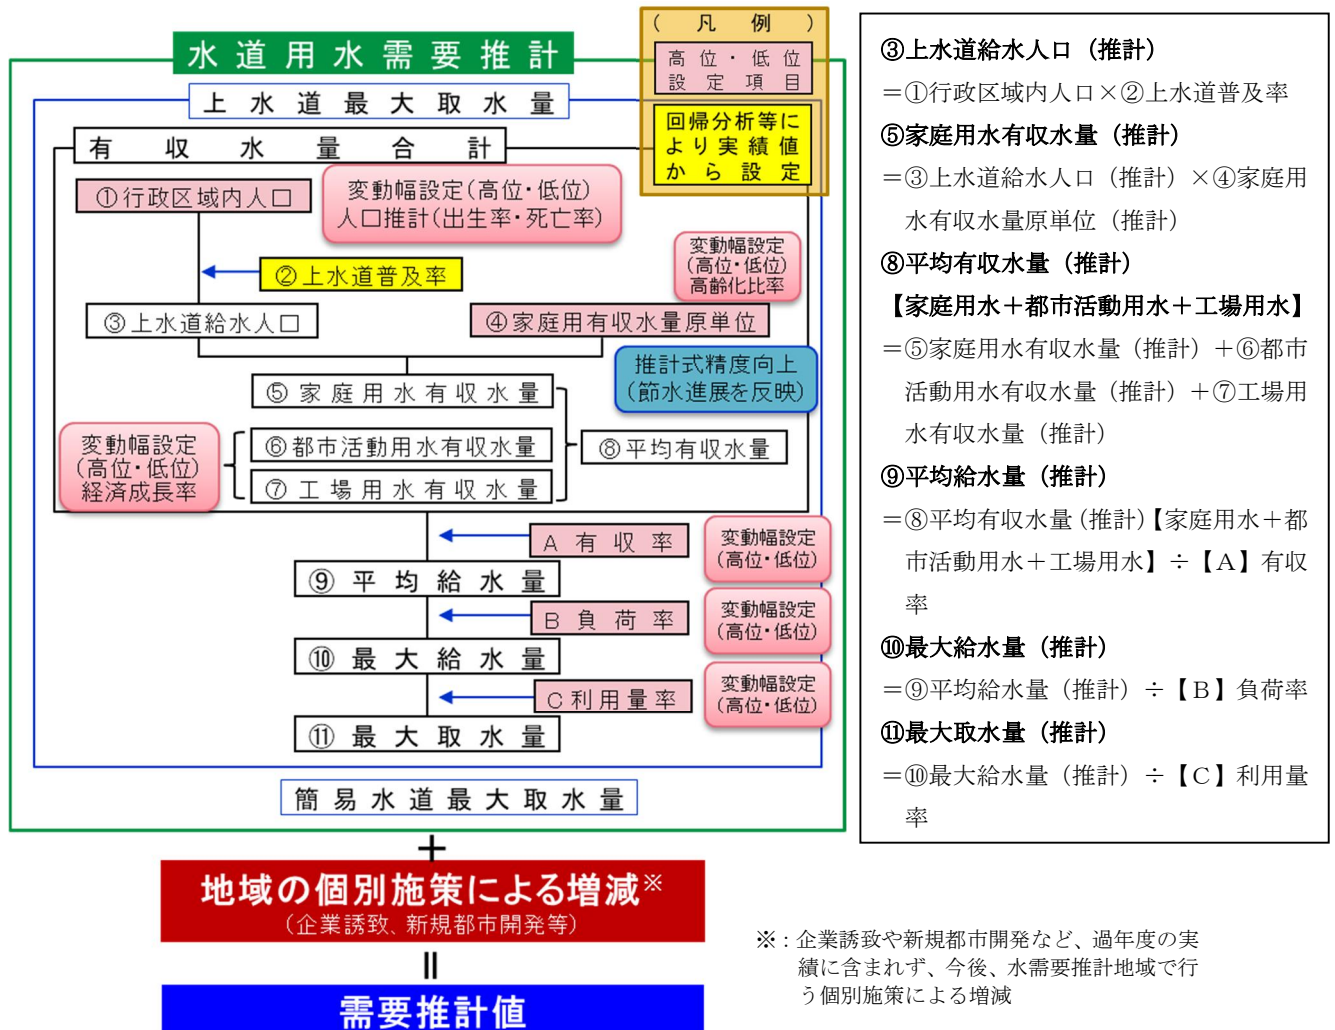 (凡例)
高位・低位
設定項目
回帰分析等に
より実績値
から設定
水道用水需要推計
上水道最大取水量
有収水量合計
①行政区域内人口
変動幅設定(高位・低位)
人口推計(出生率・死亡率)
②上水道普及率
変動幅設定
(高位・低位)
高齢化比率
③上水道給水人口
④家庭用有収水量原単位
推計式精度向上
(節水進展を反映)
⑤家庭用水有収水量
変動幅設定
(高位・低位)
経済成長率
⑥都市活動用水有収水量
⑧平均有収水量
⑦工場用水有収水量
A有収率
変動幅設定
(高位・低位)
⑨平均給水量
B負荷率
変動幅設定
(高位・低位)
⑩最大給水量
C利用量率
変動幅設定
(高位・低位)
⑪最大取水量
簡易水道最大取水量
＋
地域の個別施策による増減※
(企業誘致、新規都市開発等)
＝
需要推計値
③上水道給水人口（推計）
＝①行政区域内人口×②上水道普及率
⑤家庭用水有収水量（推計）
＝③上水道給水人口（推計）×④家庭用
水有収水量原単位（推計）
⑧平均有収水量（推計）
【家庭用水＋都市活動用水＋工場用水】
＝⑤家庭用水有収水量（推計）＋⑥都市
活動用水有収水量（推計）＋⑦工場用
水有収水量（推計）
⑨平均給水量（推計）
＝⑧平均有収水量（推計）【家庭用水＋都
市活動用水＋工場用水】÷【A】有収
率
⑩最大給水量（推計）
＝⑨平均給水量（推計）÷【B】負荷率
⑪最大取水量（推計）
＝⑩最大給水量（推計）÷【C】利用量
率
※：企業誘致や新規都市開発など、過年度の実
績に含まれず、今後、水需要推計地域で行
う個別施策による増減